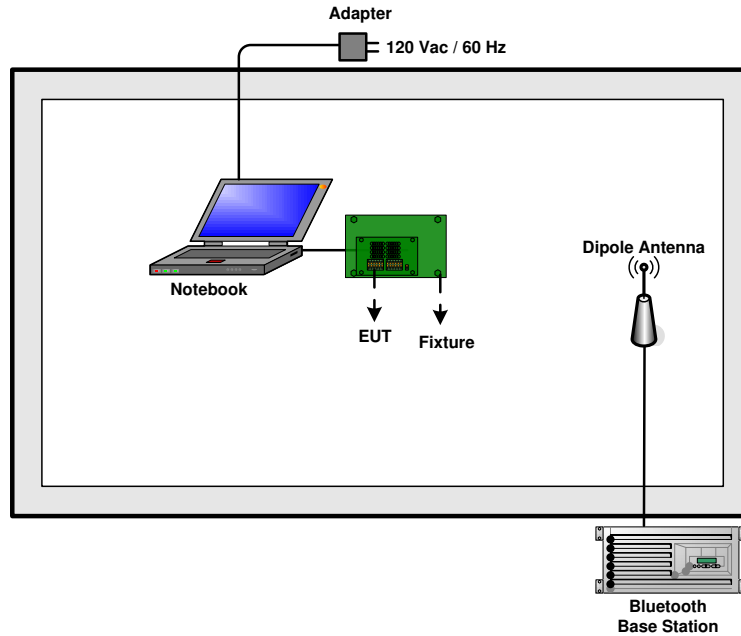 Adapter
120 Vac / 60 Hz
Dipole Antenna
Notebook
EUT
Fixture
Bluetooth
Base Station